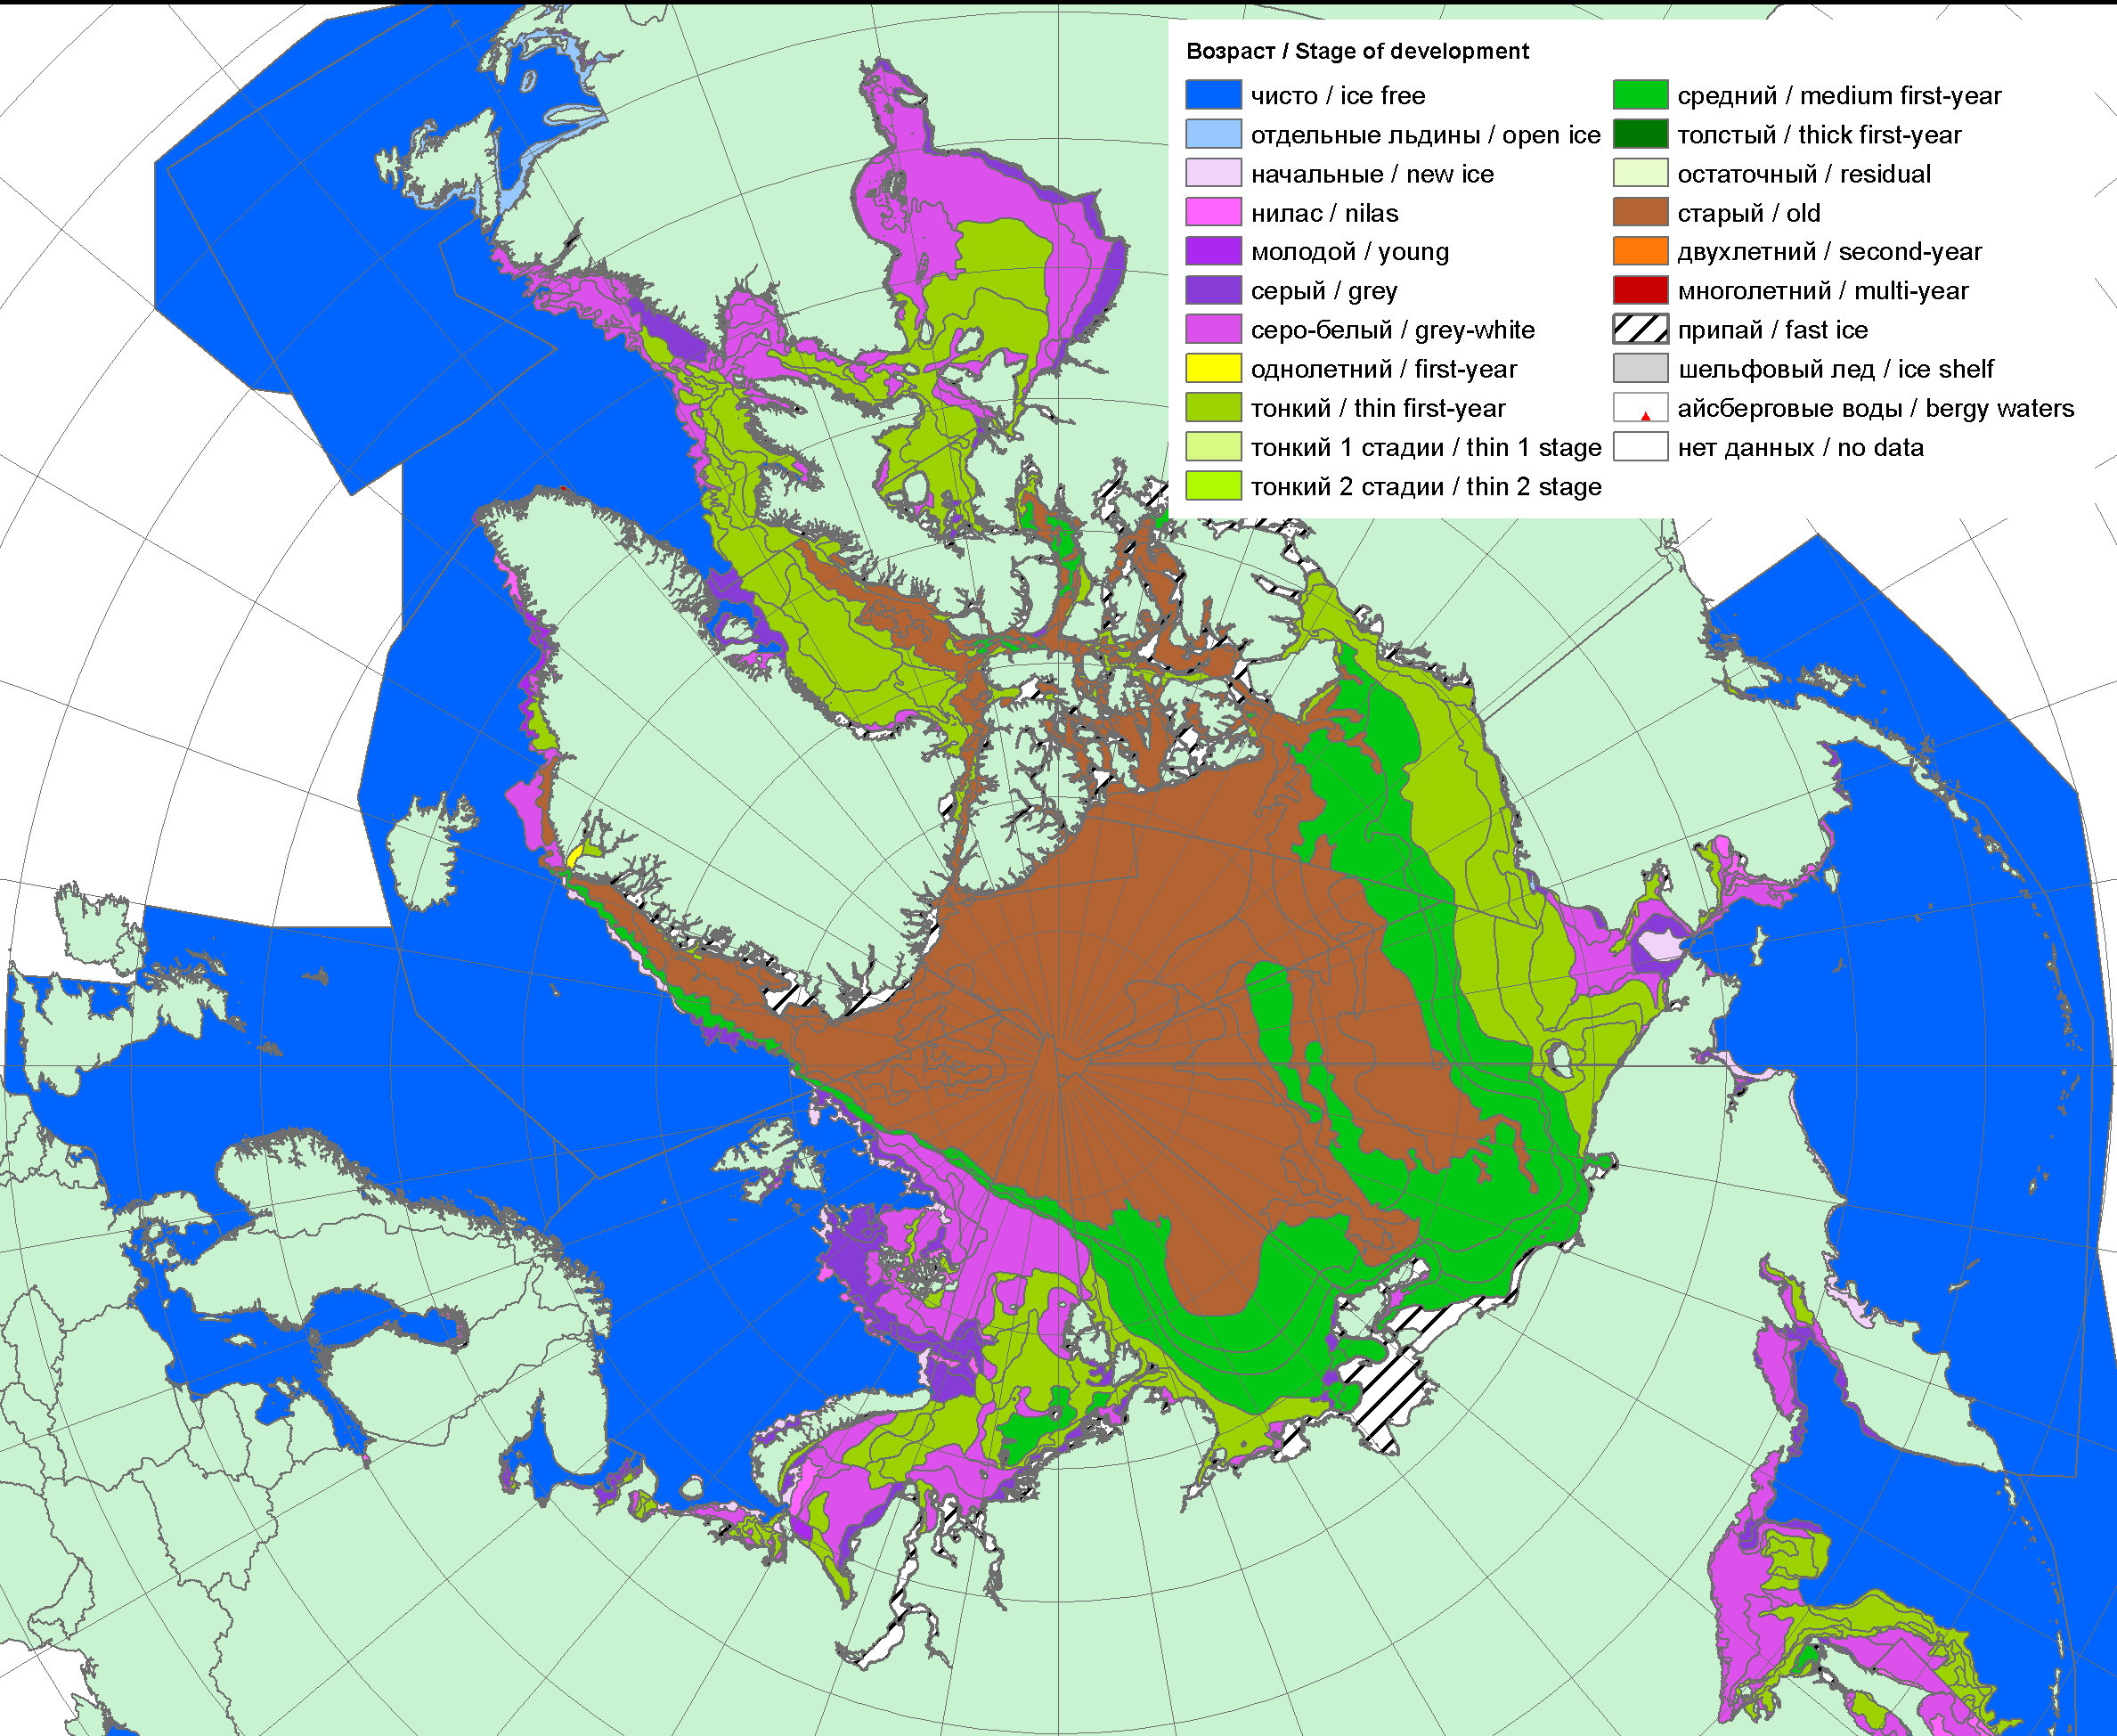 Возраст / Stage of development
чисто / ice free
отдельные льдины / open ice
начальные / new ice
нилас / nilas
молодой / young
серый / grey
серо-белый / grey-white
однолетний / first-year
тонкий / thin first-year
тонкий 1 стадии / thin 1 stage
тонкий 2 стадии / thin 2 stage
средний / medium first-year
толстый / thick first-year
остаточный / residual
старый / old
двухлетний / second-year
многолетний / multi-year
припай / fast ice
шельфовый лед / ice shelf
айсберговые воды / bergy waters
нет данных / no data